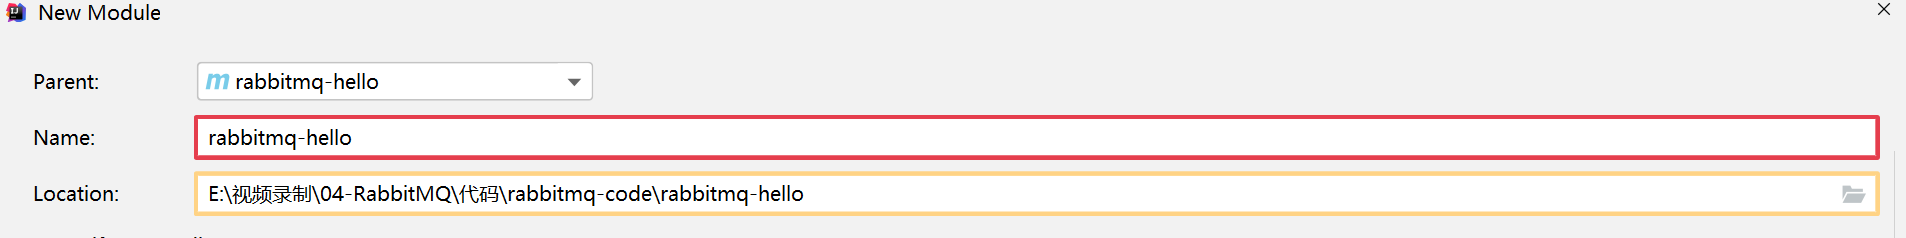 New Module
Parent: rabbitmq-hello
Name: rabbitmq-hello
Location: E:\视频录制\04-RabbitMQ\代码\rabbitmq-code\rabbitmq-hello